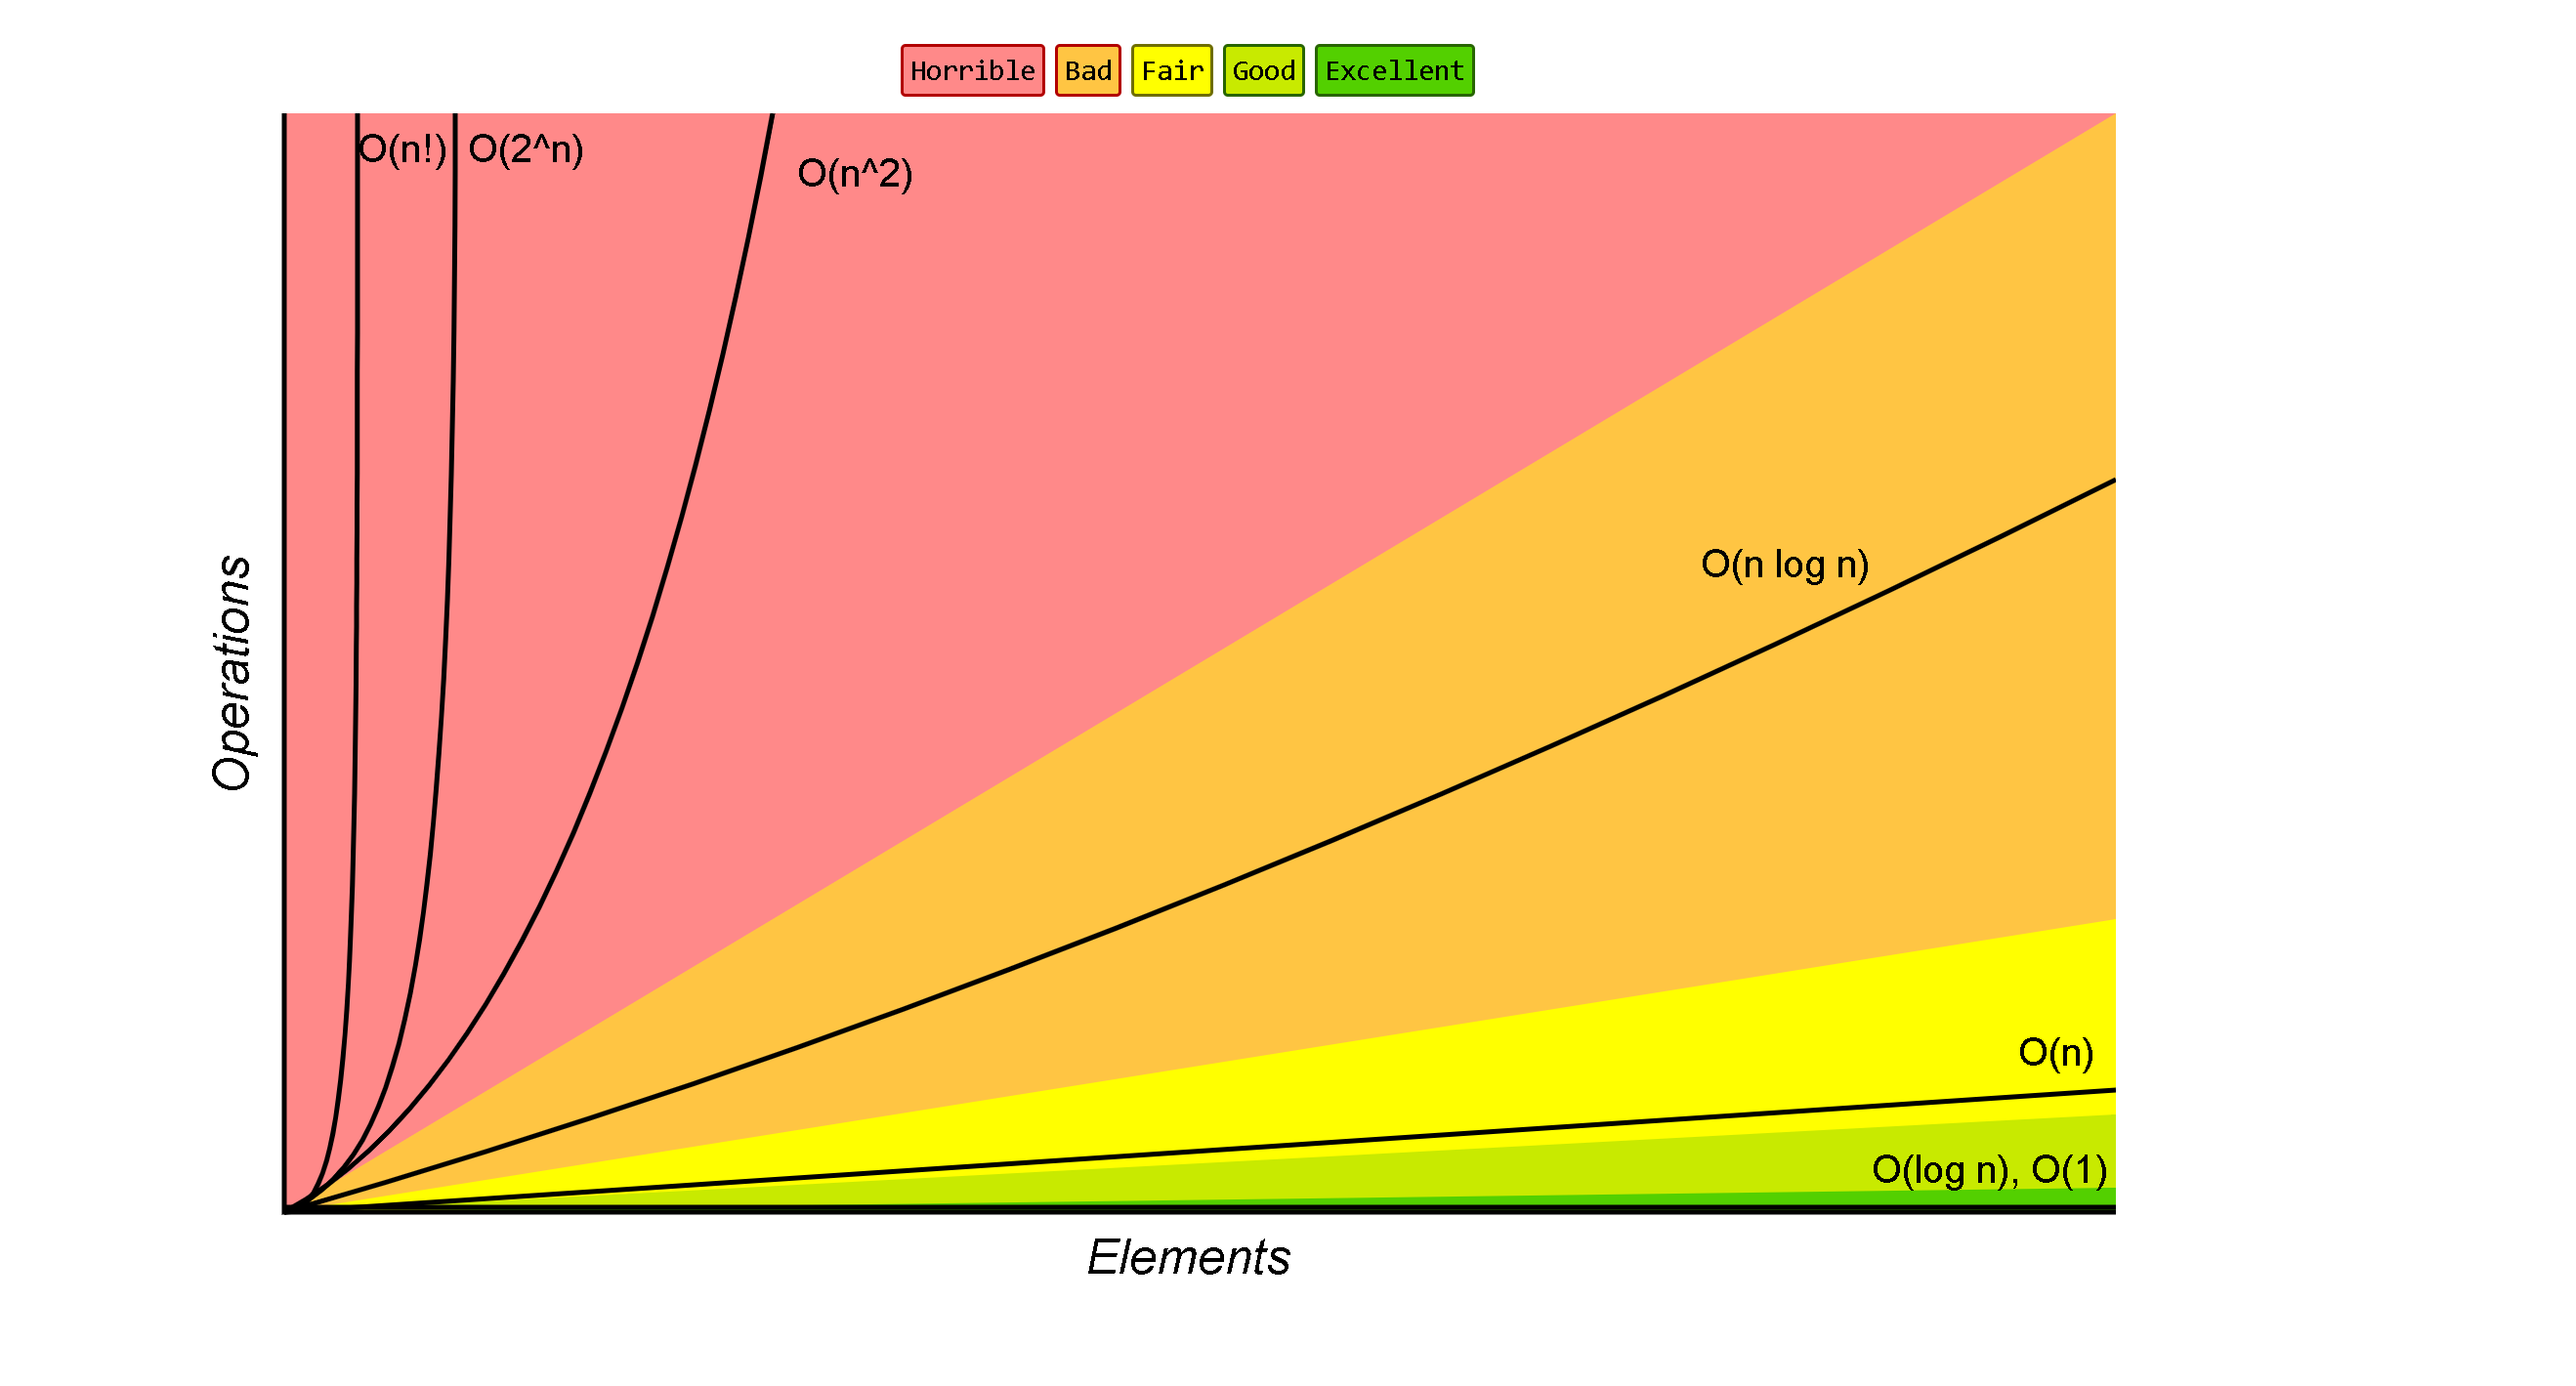 Horrible Bad Fair Good Excellent
O(n!) O(2^n)
O(n^2)
O(n log n)
Operations
O(n)
O(log n), O(1)
Elements